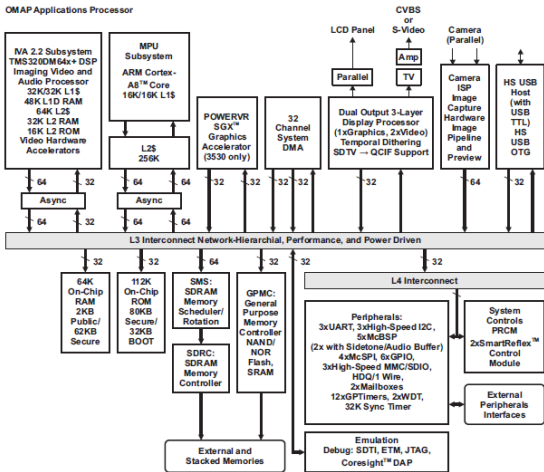 OMAP Applications Processor
IVA 2.2 Subsystem
TMS320DM64x+ DSP
Imaging Video and
Audio Processor
32K/32K L1$
48K L1D RAM
64K L2$
32K L2 RAM
16K L2 ROM
Video Hardware
Accelerators
64
32
Async
64
32
MPU
Subsystem
ARM Cortex-
A8™ Core
16K/16K L1$
L2$
256K
64
32
Async
64
64
POWERVR
SGX™
Graphics
Accelerator
(3530 only)
32
32
Channel
System
DMA
32
32
LCD Panel
CVBS
or
S-Video
Amp
Parallel
TV
Dual Output 3-Layer
Display Processor
(1xGraphics, 2xVideo)
Temporal Dithering
SDTV → QCIF Support
32
Camera
(Parallel)
Camera
ISP
Image
Capture
Hardware
Image
Pipeline
and
Preview
64
HS USB
Host
(with
USB
TTL)
HS
USB
OTG
32
L3 Interconnect Network-Hierarchial, Performance, and Power Driven
32
64K
On-Chip
RAM
2KB
Public/
62KB
Secure
32
112K
On-Chip
ROM
80KB
Secure/
32KB
BOOT
64
SMS:
SDRAM
Memory
Scheduler/
Rotation
SDRC:
SDRAM
Memory
Controller
32
GPMC:
General
Purpose
Memory
Controller
NAND/
NOR
Flash,
SRAM
External and
Stacked Memories
32
32
L4 Interconnect
Peripherals:
3xUART, 3xHigh-Speed I2C,
5xMcBSP
(2x with Sidetone/Audio Buffer)
4xMcSPI, 6xGPIO,
3xHigh-Speed MMC/SDIO,
HDQ/1 Wire,
2xMailboxes
12xGPTimers, 2xWDT,
32K Sync Timer
System
Controls
PRCM
2xSmartReflex™
Control
Module
External
Peripherals
Interfaces
Emulation
Debug: SDTI, ETM, JTAG,
Coresight™ DAP